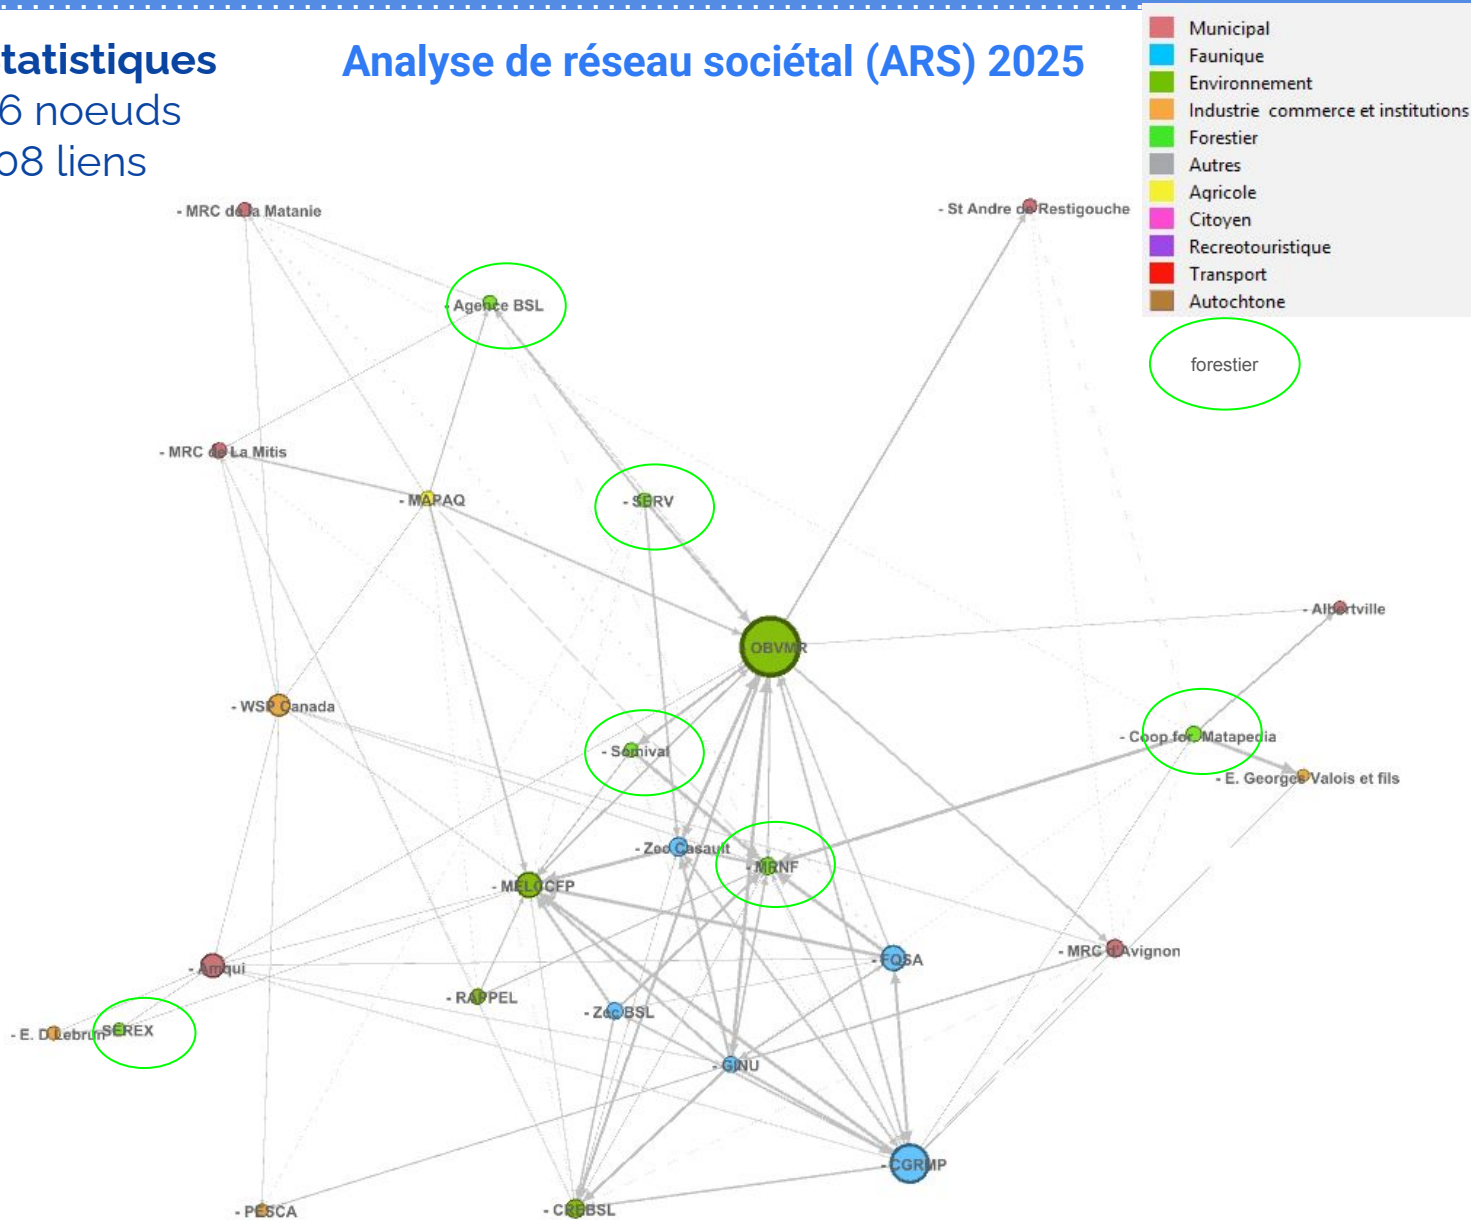 tatistiques
6 noeuds
08 liens
Analyse de réseau sociétal (ARS) 2025
Municipal
Faunique
Environnement
Industrie commerce et institutions
Forestier
Autres
Agricole
Citoyen
Recreotouristique
Transport
Autochtone
forestier
- MRC de la Matanie
- St Andre de Restigouche
- Agence BSL
- MRC de La Mitis
- MAPAQ
- SERV
OBVMR
- Albertville
- WSP Canada
- Somival
- Coop for. Matapedia
- E. Georges Valois et fils
- Zec Casault
- MRNF
- MELCCFP
- FQSA
- MRC d'Avignon
- Amqui
- RAPPEL
- Zec BSL
- E. D Lebrun
SEREX
- GINU
- CGRMP
- PESCA
- CREBSL